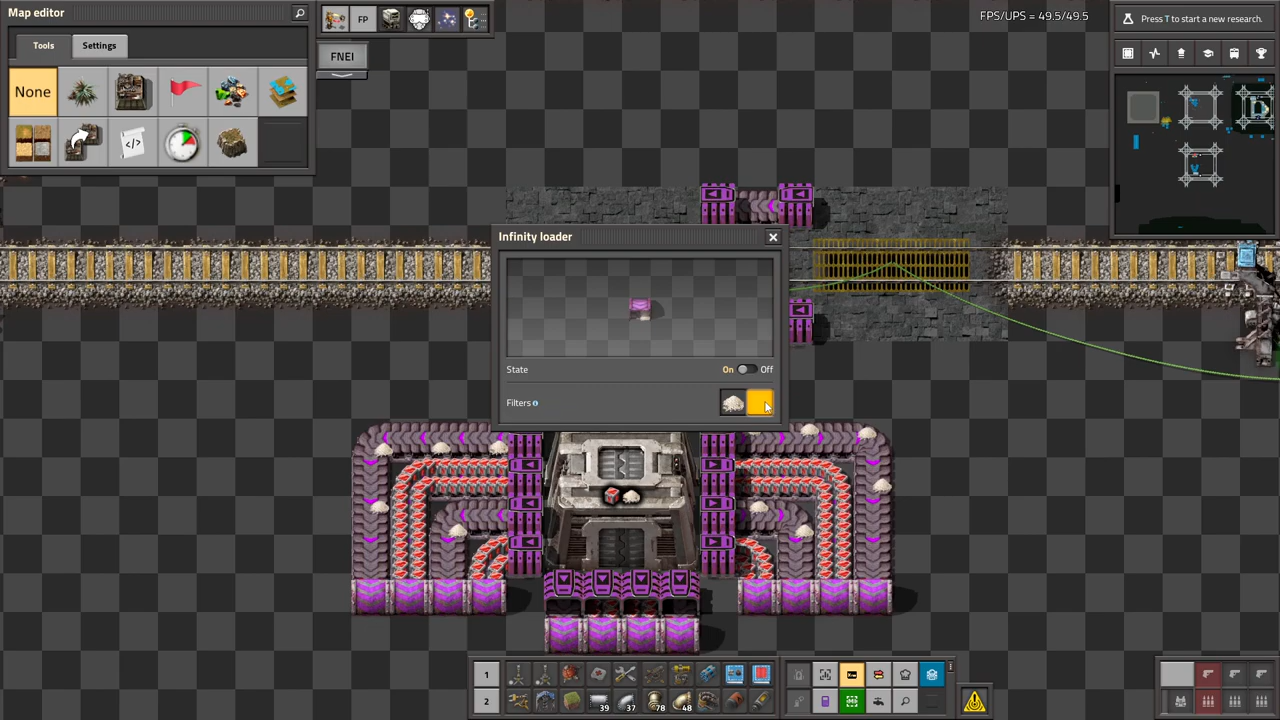 Map editor
Tools
Settings
None
</>
FP
FNEI
FPS/UPS = 49.5/49.5
Press T to start a new research.
Infinity loader
State
On
Off
Filters
1
2
39
37
78
48